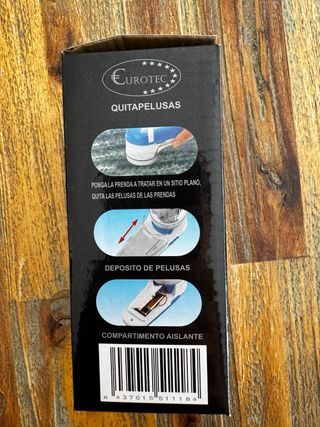 €UROTEC
QUITAPELUSAS
PONGA LA PRENDA A TRATAR EN UN SITIO PLANO,
QUITA LAS PELUSAS DE LAS PRENDAS
DEPOSITO DE PELUSAS
COMPARTIMENTO AISLANTE
8 437015 511184